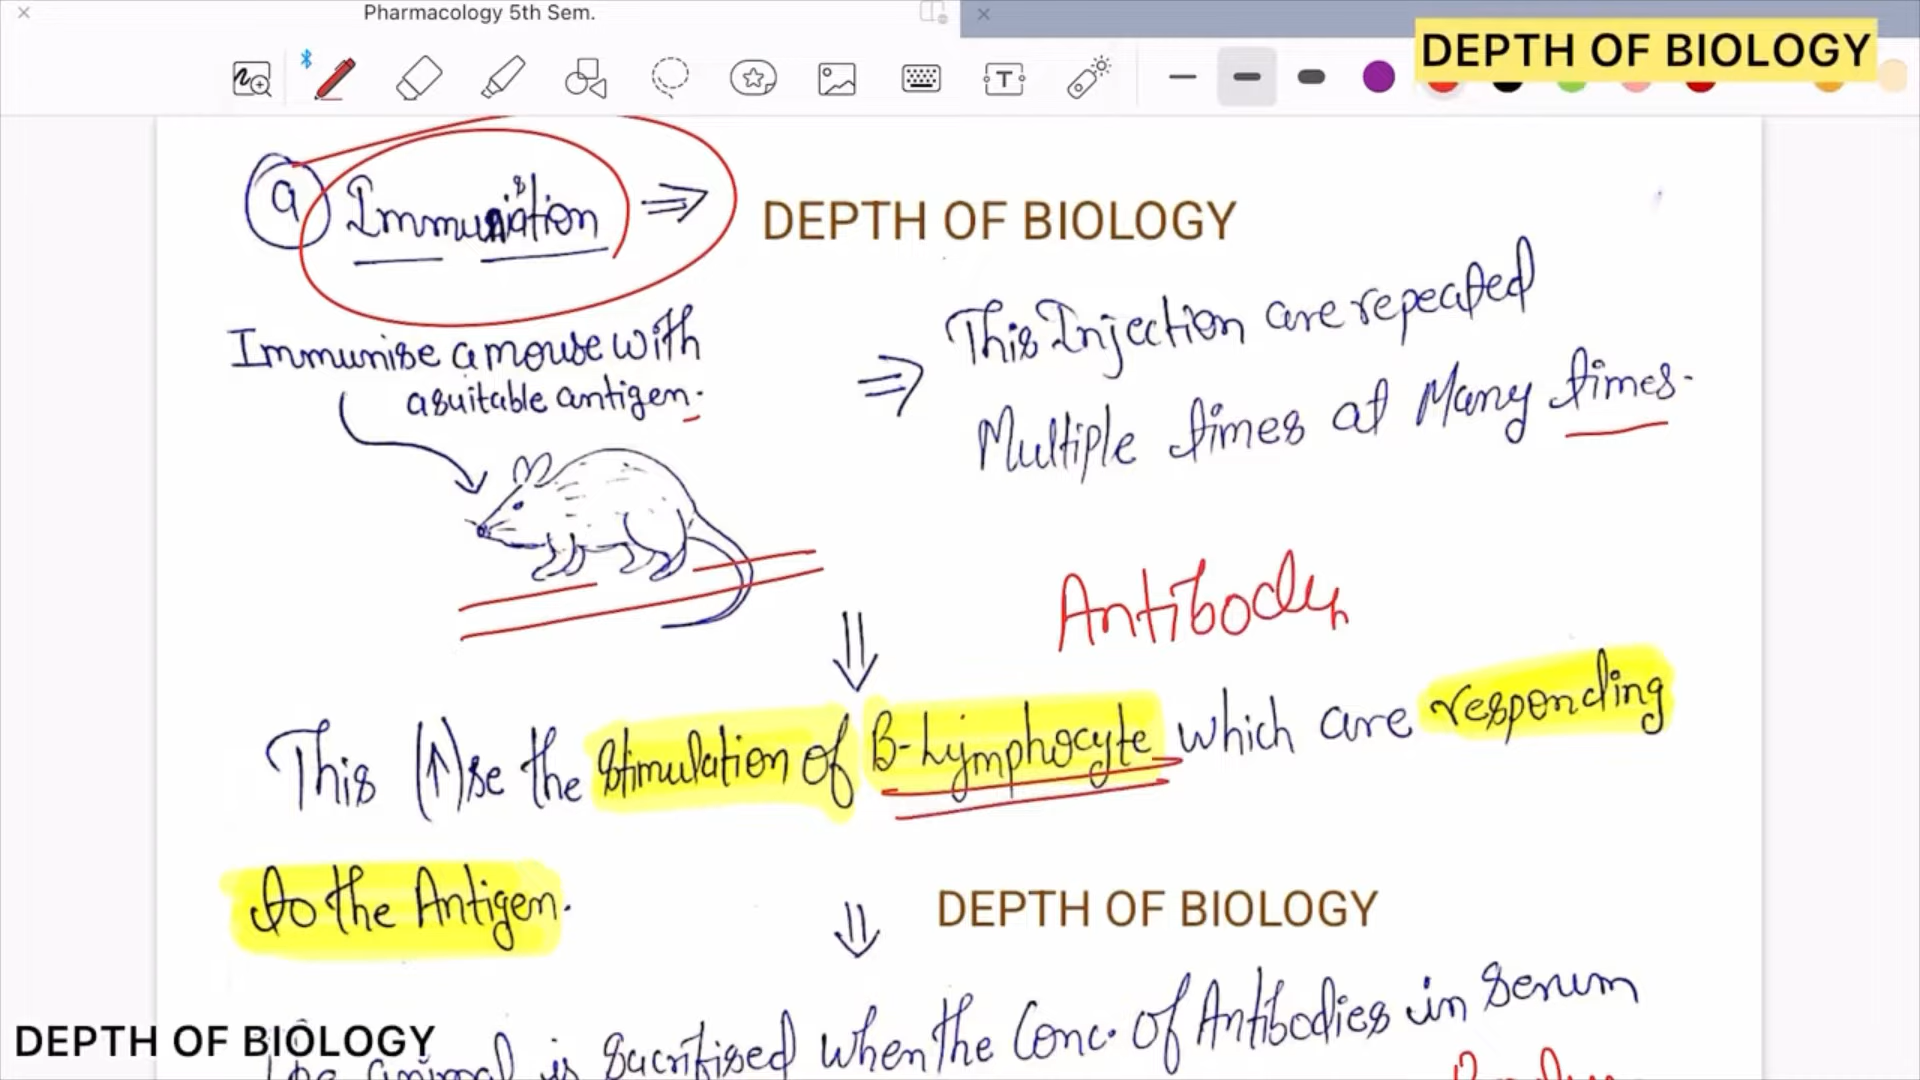 Pharmacology 5th Sem.
DEPTH OF BIOLOGY
a Immunistion ⇒
DEPTH OF BIOLOGY
Immunise a mouse with
a suitable antigen.
⇒ This Injection are repeated
Multiple times at Many times.
Antibody
This (↑)se the stimulation of B-Lymphocyte which are responding
to the Antigen.
DEPTH OF BIOLOGY
animal is sacrifised when the Conc. of Antibodies in serum
DEPTH OF BIOLOGY